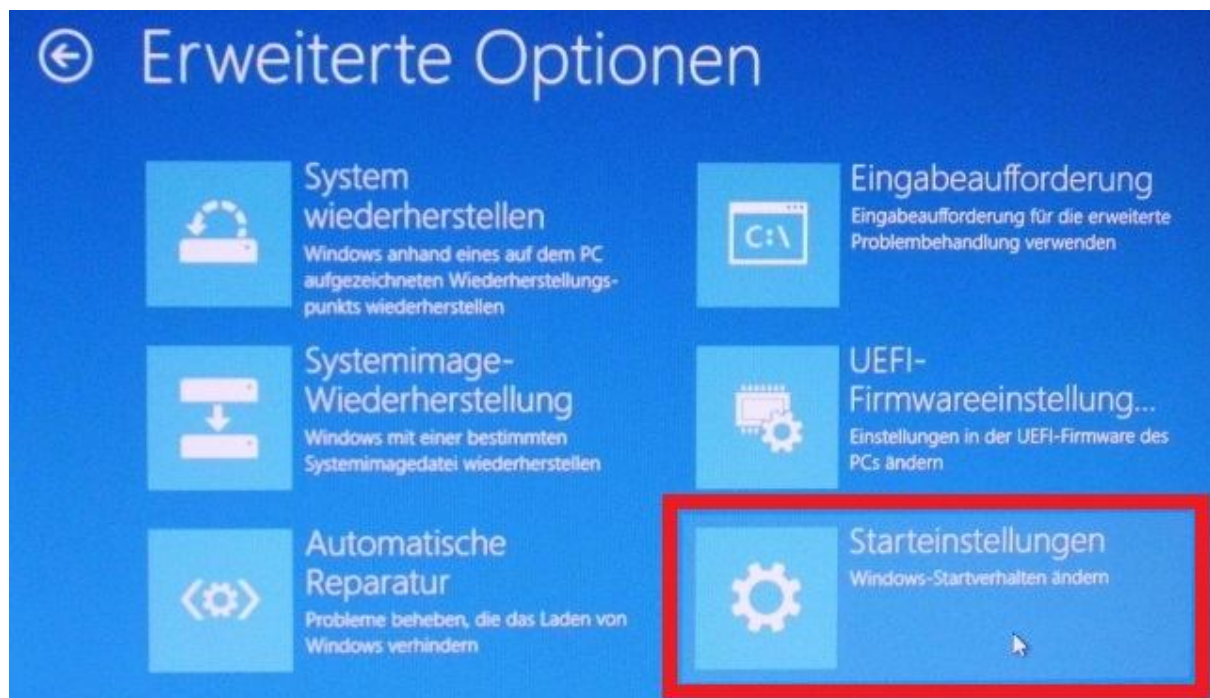 Erweiterte Optionen
System
wiederherstellen
Windows anhand eines auf dem PC
aufgezeichneten Wiederherstellungs-
punkts wiederherstellen
Systemimage-
Wiederherstellung
Windows mit einer bestimmten
Systemimagedatei wiederherstellen
Automatische
Reparatur
Probleme beheben, die das Laden von
Windows verhindern
C:\
Eingabeaufforderung
Eingabeaufforderung für die erweiterte
Problembehandlung verwenden
UEFI-
Firmwareeinstellung...
Einstellungen in der UEFI-Firmware des
PCs ändern
Starteinstellungen
Windows-Startverhalten ändern